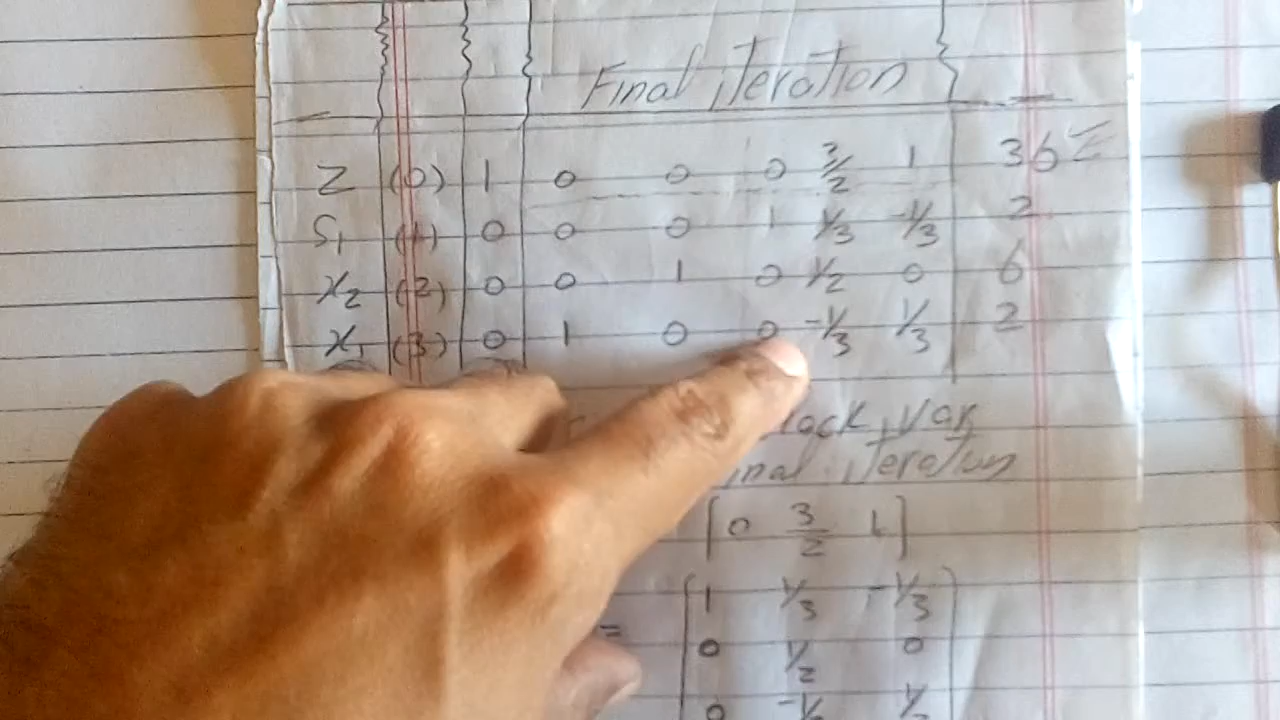 Final iteration
Z (0) 1 0 0 0 3/2 1 36 Z
S1 (1) 0 0 0 1 1/3 -1/3 2
X2 (2) 0 0 1 0 1/2 0 6
X1 (3) 0 1 0 0 -1/3 1/3 2
lack Var
inal iteration
[0 3/2 1]
= [1 1/3 -1/3]
0 1/2 0
0